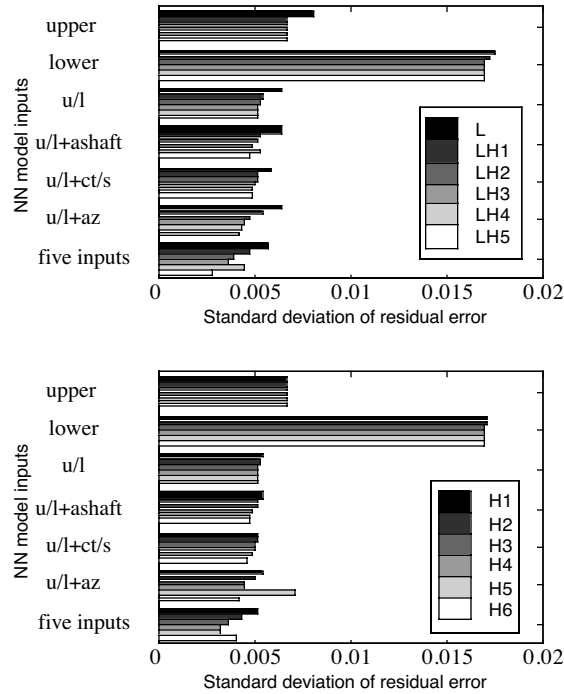 NN model inputs
upper
lower
u/l
u/l+ashaft
u/l+ct/s
u/l+az
five inputs
L
LH1
LH2
LH3
LH4
LH5
0 0.005 0.01 0.015 0.02
Standard deviation of residual error
NN model inputs
upper
lower
u/l
u/l+ashaft
u/l+ct/s
u/l+az
five inputs
H1
H2
H3
H4
H5
H6
0 0.005 0.01 0.015 0.02
Standard deviation of residual error